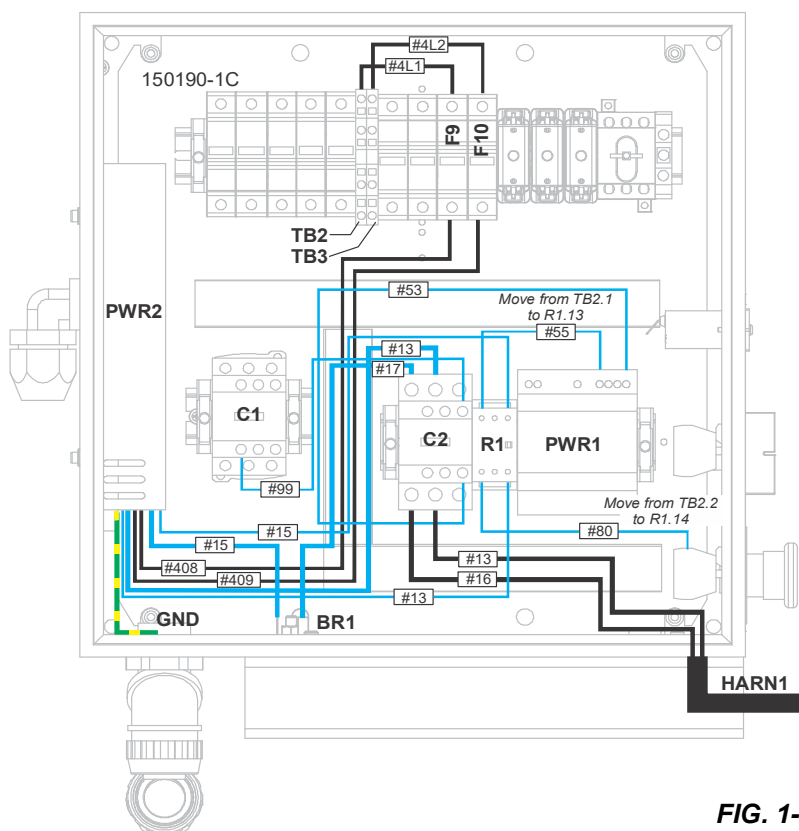 #4L2
#4L1
150190-1C
F9
F10
TB2
TB3
#53
PWR2
Move from TB2.1
to R1.13
#55
#13
#17
C1
C2
R1
PWR1
#99
Move from TB2.2
to R1.14
#15
#80
#15
#13
#408
#16
#409
#13
GND
BR1
HARN1
FIG. 1-